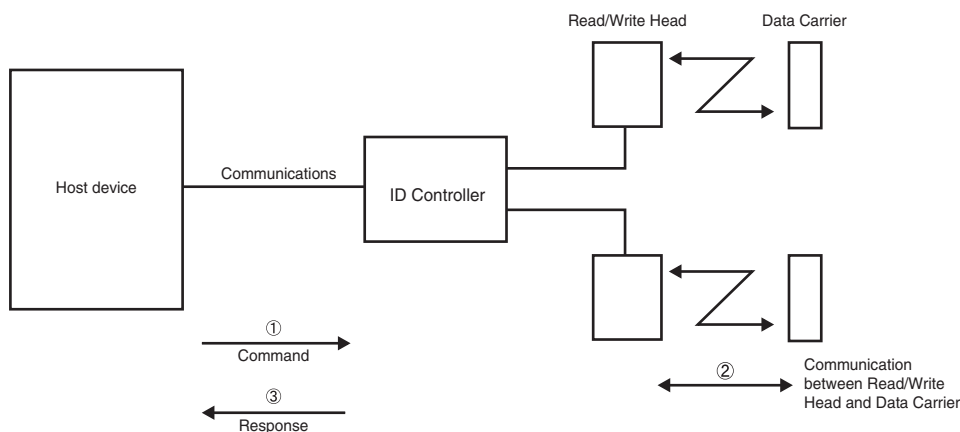 Read/Write Head
Data Carrier
Host device
Communications
ID Controller
①
Command
②
Communication
between Read/Write
Head and Data Carrier
③
Response